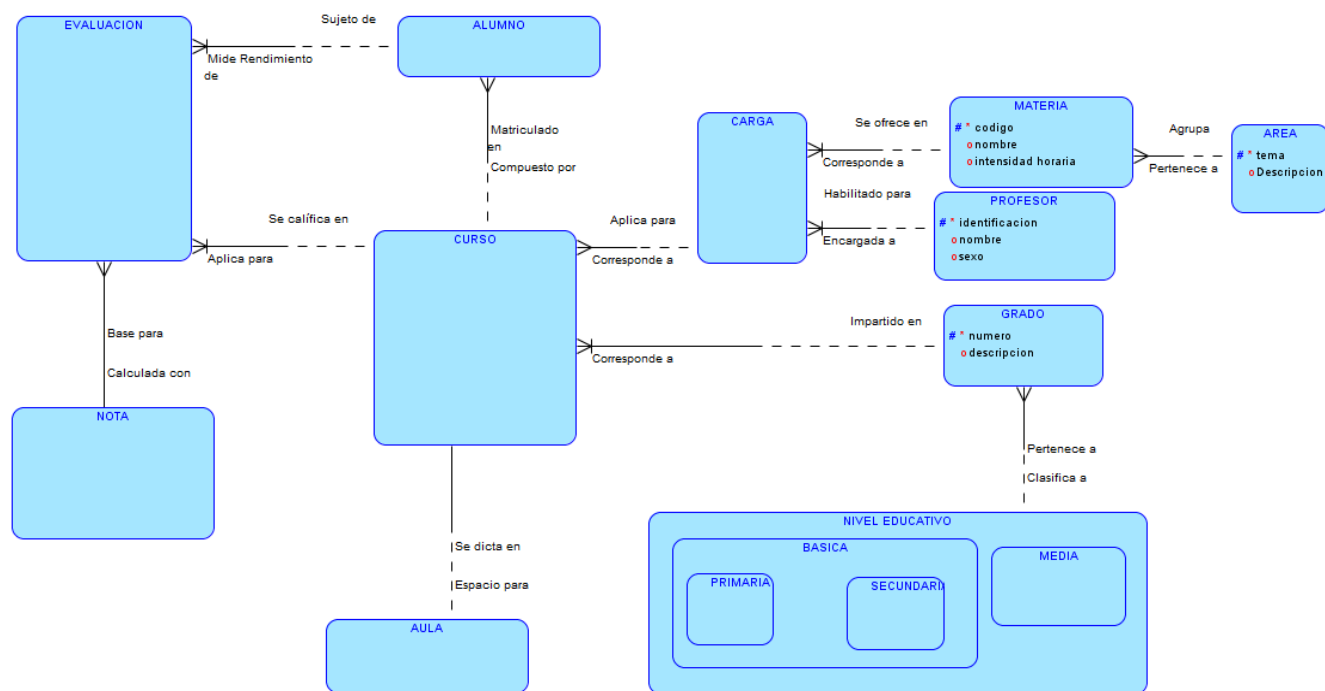 EVALUACION
Sujeto de
ALUMNO
Mide Rendimiento
de
Matriculado
en
Compuesto por
CARGA
Se ofrece en
Corresponde a
MATERIA
# * codigo
o nombre
o intensidad horaria
Agrupa
Pertenece a
AREA
# * tema
o Descripcion
Habilitado para
Encargada a
PROFESOR
# * identificacion
o nombre
o sexo
Se calífica en
Aplica para
CURSO
Aplica para
Corresponde a
Impartido en
Corresponde a
GRADO
# * numero
o descripcion
Base para
Calculada con
NOTA
Pertenece a
Clasifica a
Se dicta en
Espacio para
AULA
NIVEL EDUCATIVO
BASICA
PRIMARIA
SECUNDARI
MEDIA